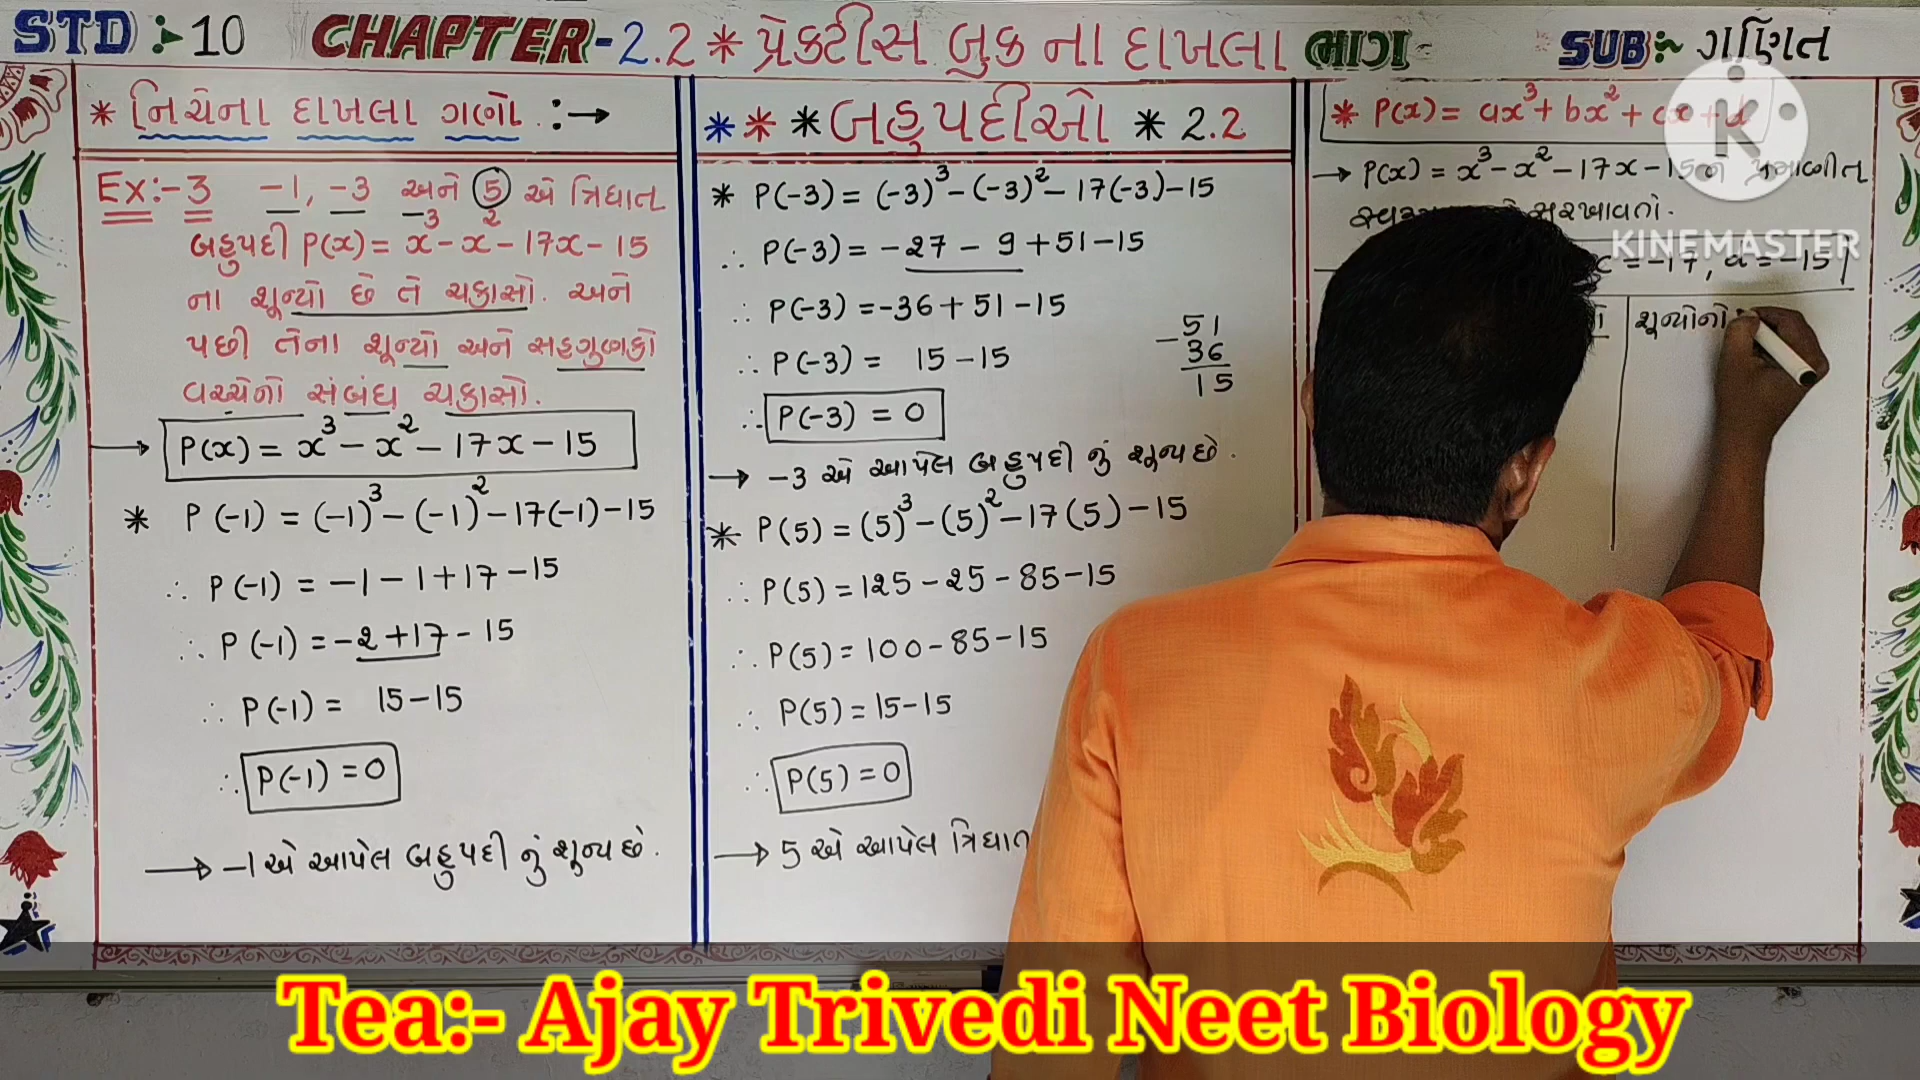 STD :- 10 CHAPTER-2.2 * પ્રેક્ટીસ બુક ના દાખલા ભાગ- SUB:~ ગણિત
* નિચેના દાખલા ગણો :→
Ex:-3 -1, -3 અને 5 એ ત્રિઘાત
બહુપદી P(x) = x³ - x² - 17x - 15
ના શૂન્યો છે તે ચકાસો. અને
પછી તેના શૂન્યો અને સહગુણકો
વચ્ચેનો સંબંધ ચકાસો.
→ P(x) = x³ - x² - 17x - 15
* P(-1) = (-1)³ - (-1)² - 17(-1) - 15
∴ P(-1) = -1 - 1 + 17 - 15
∴ P(-1) = -2 + 17 - 15
∴ P(-1) = 15 - 15
∴ P(-1) = 0
→ -1 એ આપેલ બહુપદી નું શૂન્ય છે.
* * * બહુપદીઓ * 2.2
* P(-3) = (-3)³ - (-3)² - 17(-3) - 15
∴ P(-3) = -27 - 9 + 51 - 15
∴ P(-3) = -36 + 51 - 15
∴ P(-3) = 15 - 15
51
- 36
15
∴ P(-3) = 0
→ -3 એ આપેલ બહુપદી નું શૂન્ય છે.
* P(5) = (5)³ - (5)² - 17(5) - 15
∴ P(5) = 125 - 25 - 85 - 15
∴ P(5) = 100 - 85 - 15
∴ P(5) = 15 - 15
∴ P(5) = 0
→ 5 એ આપેલ ત્રિઘાત
* P(x) = ax³ + bx² + cx + d
→ P(x) = x³ - x² - 17x - 15 ને પ્રમાણીત
સરખાવતો.
c = -17, d = -15
શૂન્યોનો
K
KINEMASTER
Tea:- Ajay Trivedi Neet Biology